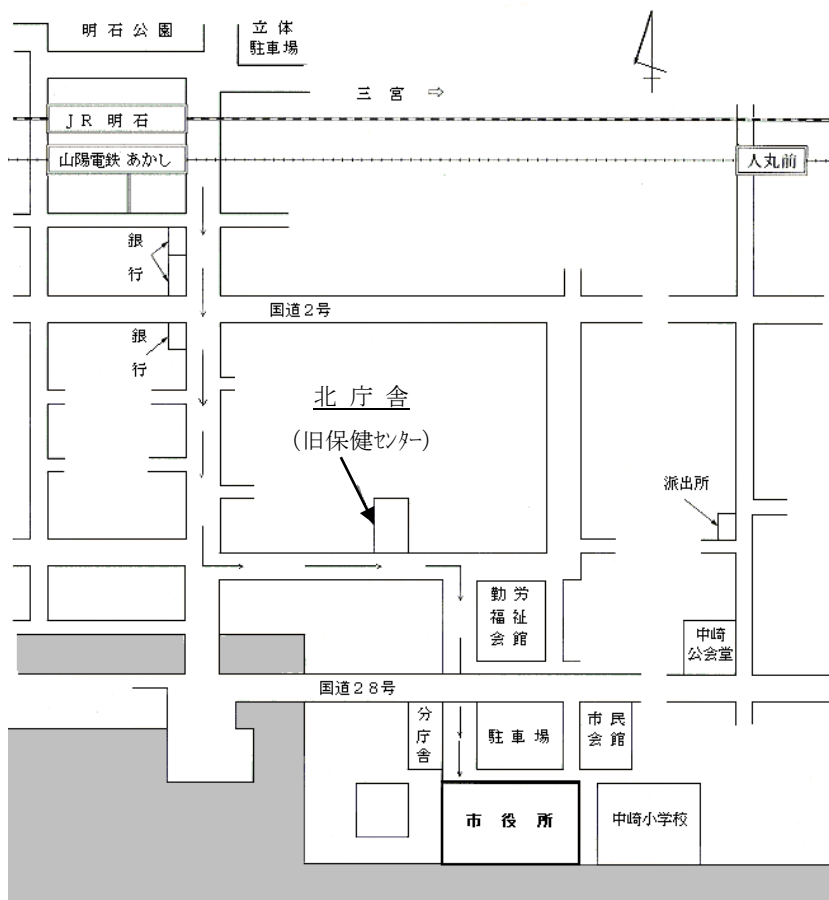 明石公園
立体
駐車場
三宮 ⇒
JR 明石
山陽電鉄 あかし
人丸前
銀
行
国道2号
銀
行
北庁舎
(旧保健センター)
派出所
勤労
福祉
会館
中崎
公会堂
国道28号
分
庁
舎
駐車場
市民
会館
市役所
中崎小学校